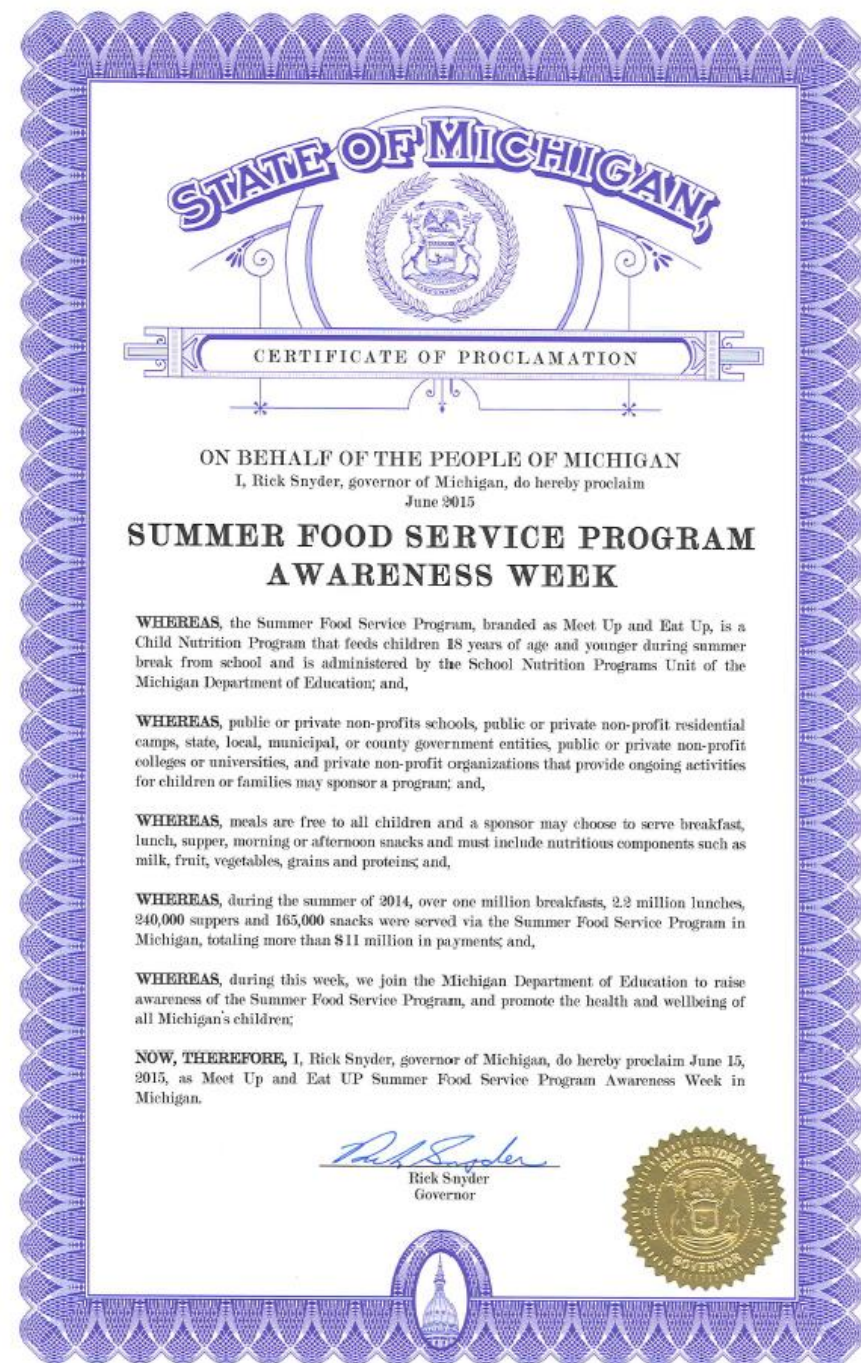 STATE OF MICHIGAN,
CERTIFICATE OF PROCLAMATION
ON BEHALF OF THE PEOPLE OF MICHIGAN
I, Rick Snyder, governor of Michigan, do hereby proclaim
June 2015
SUMMER FOOD SERVICE PROGRAM
AWARENESS WEEK
WHEREAS, the Summer Food Service Program, branded as Meet Up and Eat Up, is a
Child Nutrition Program that feeds children 18 years of age and younger during summer
break from school and is administered by the School Nutrition Programs Unit of the
Michigan Department of Education; and,
WHEREAS, public or private non-profits schools, public or private non-profit residential
camps, state, local, municipal, or county government entities, public or private non-profit
colleges or universities, and private non-profit organizations that provide ongoing activities
for children or families may sponsor a program; and,
WHEREAS, meals are free to all children and a sponsor may choose to serve breakfast,
lunch, supper, morning or afternoon snacks and must include nutritious components such as
milk, fruit, vegetables, grains and proteins; and,
WHEREAS, during the summer of 2014, over one million breakfasts, 2.2 million lunches,
240,000 suppers and 165,000 snacks were served via the Summer Food Service Program in
Michigan, totaling more than $11 million in payments; and,
WHEREAS, during this week, we join the Michigan Department of Education to raise
awareness of the Summer Food Service Program, and promote the health and wellbeing of
all Michigan's children;
NOW, THEREFORE, I, Rick Snyder, governor of Michigan, do hereby proclaim June 15,
2015, as Meet Up and Eat UP Summer Food Service Program Awareness Week in
Michigan.
Rick Snyder
Rick Snyder
Governor
RICK SNYDER
GOVERNOR